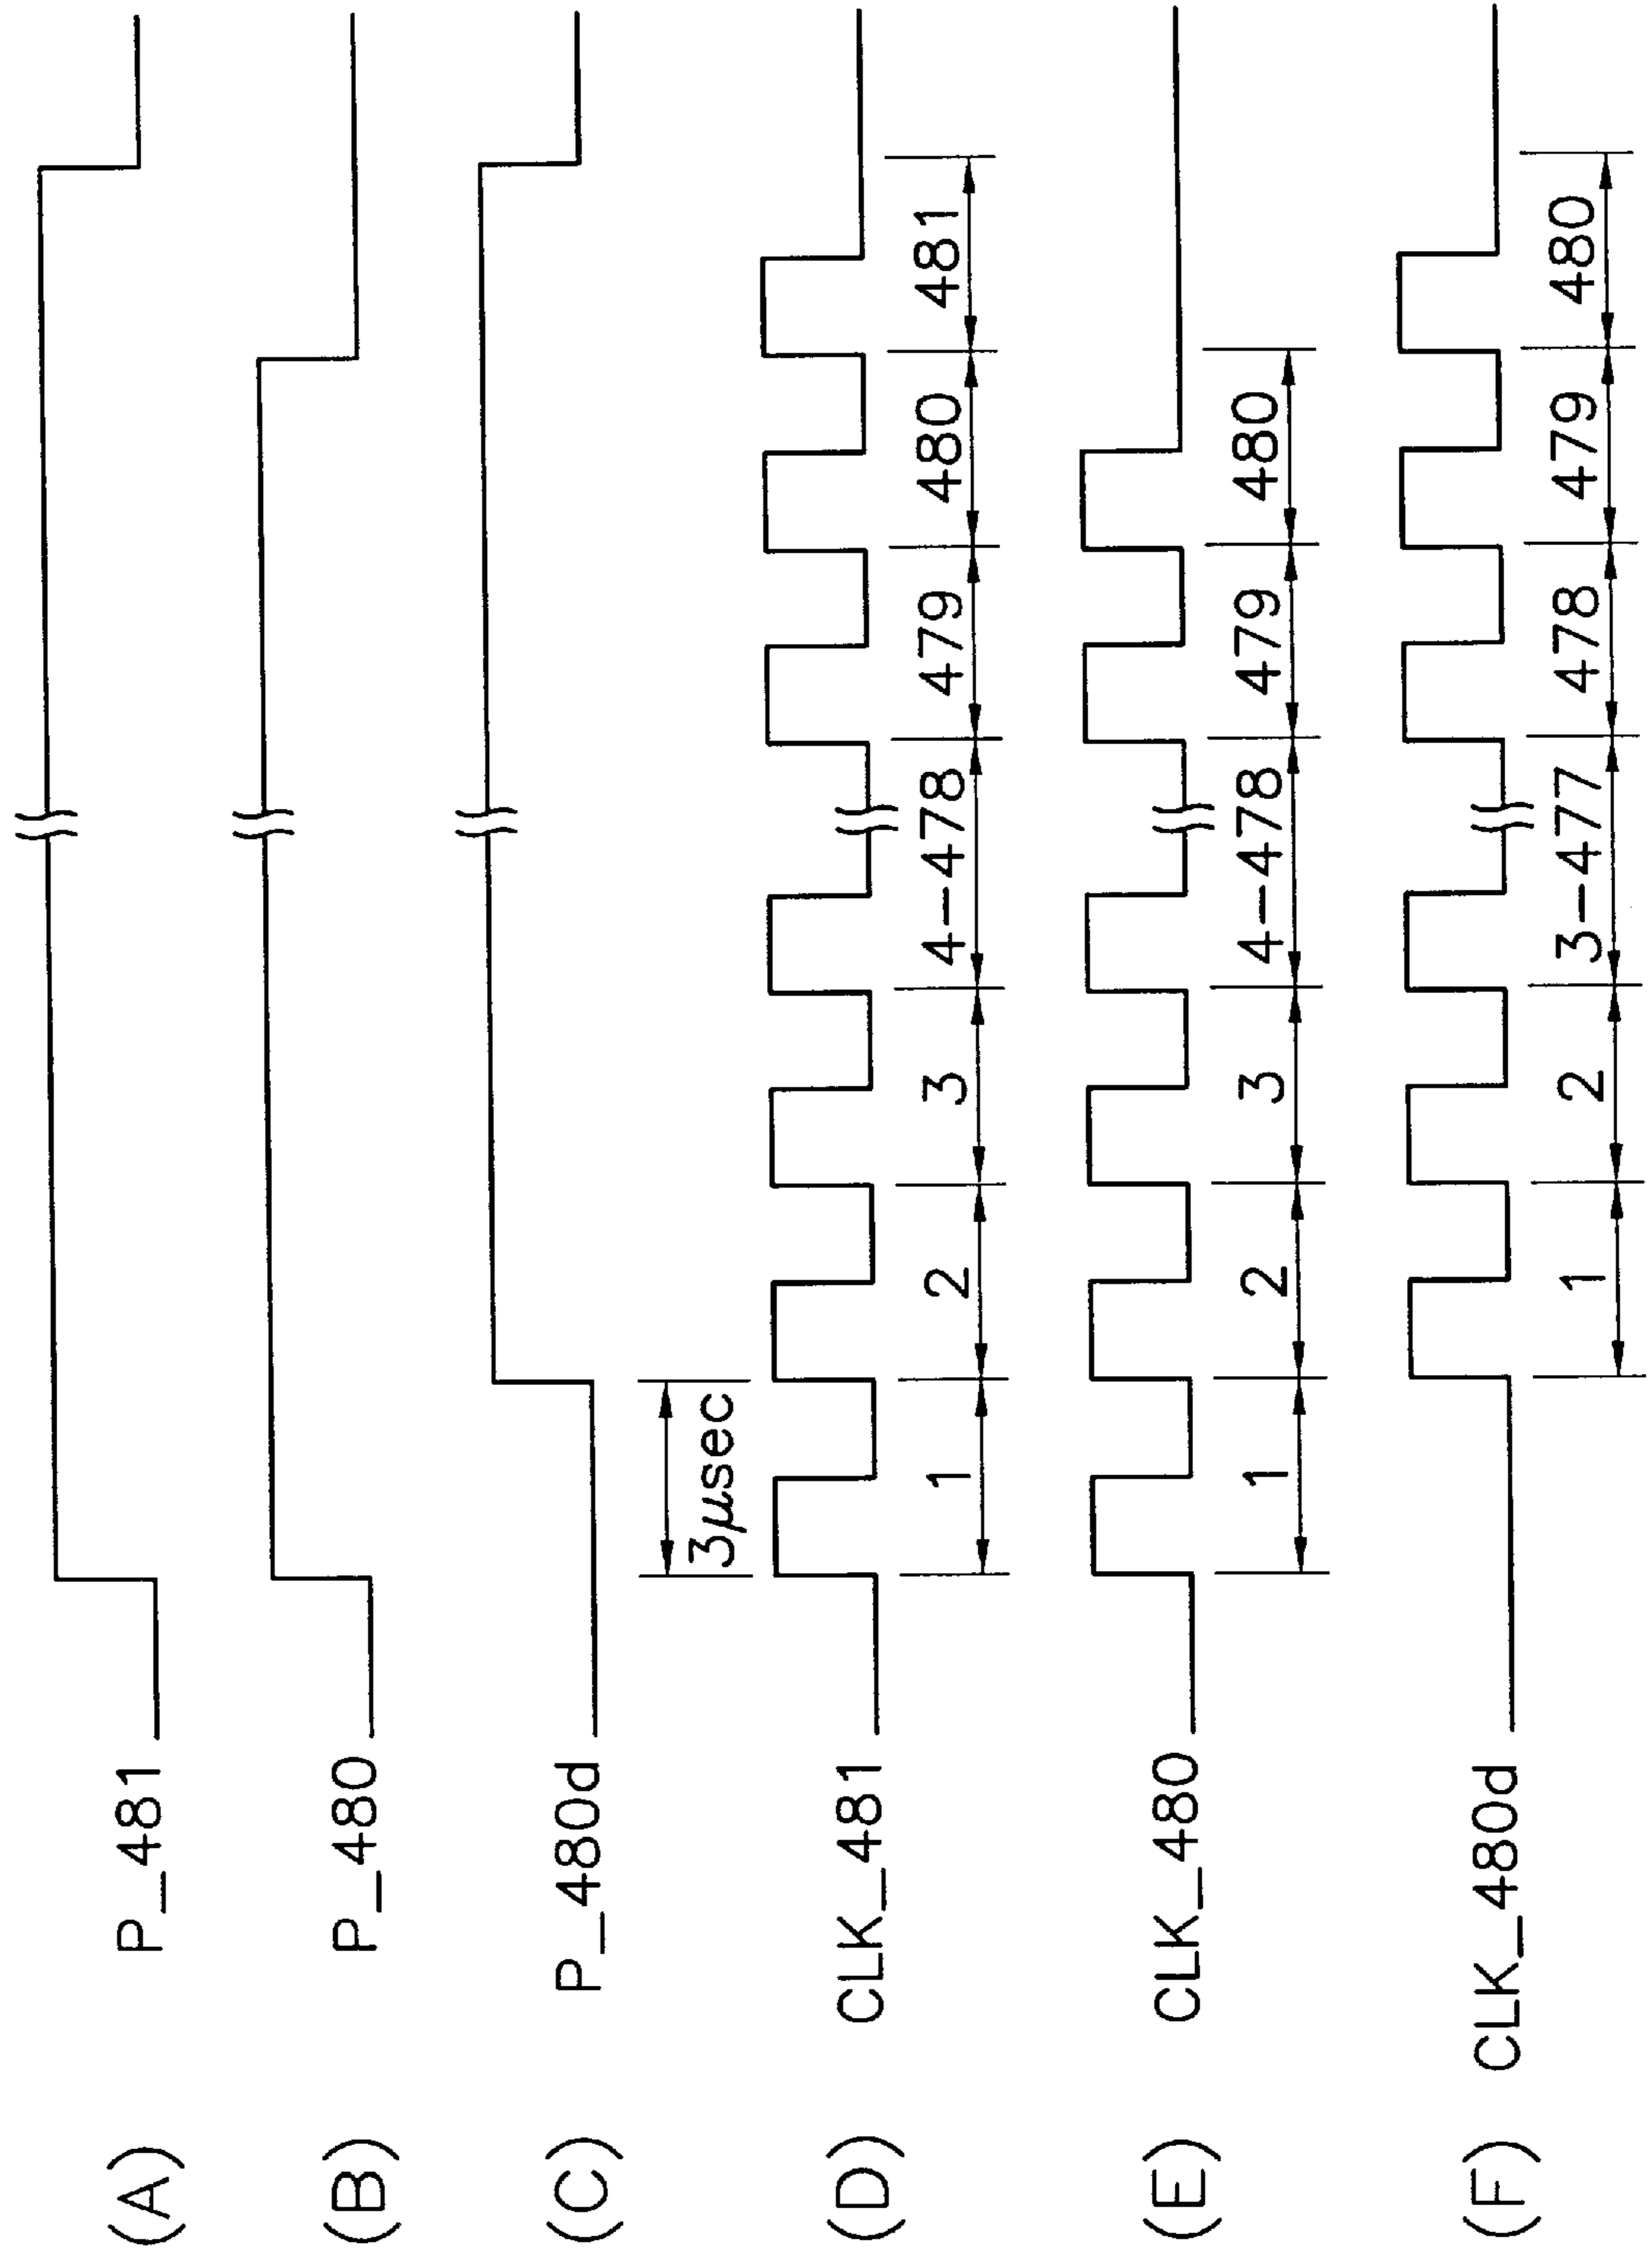 (A) P_481
(B) P_480
(C) P_480d
3μsec
(D) CLK_481
1 2 3 4-478 479 480 481
(E) CLK_480
1 2 3 4-478 479 480
(F) CLK_480d
1 2 3-477 478 479 480